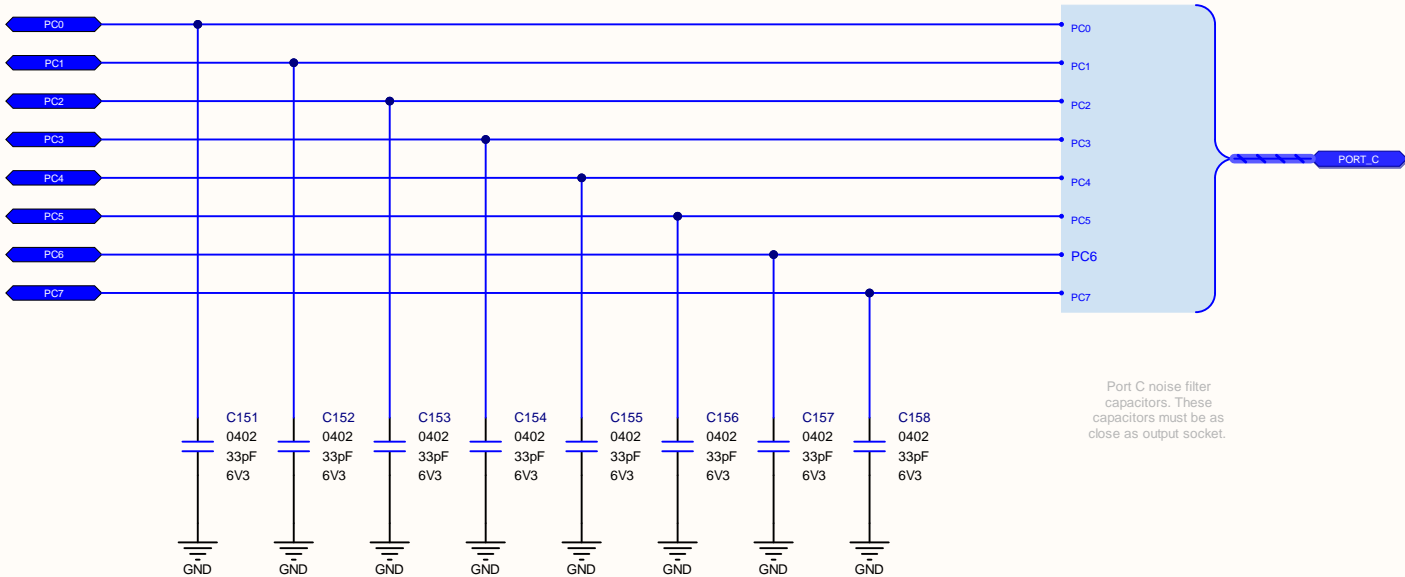 PC0
PC1
PC2
PC3
PC4
PC5
PC6
PC7
PC0
PC1
PC2
PC3
PC4
PC5
PC6
PC7
PORT_C
Port C noise filter
capacitors. These
capacitors must be as
close as output socket.
C151
0402
33pF
6V3
C152
0402
33pF
6V3
C153
0402
33pF
6V3
C154
0402
33pF
6V3
C155
0402
33pF
6V3
C156
0402
33pF
6V3
C157
0402
33pF
6V3
C158
0402
33pF
6V3
GND
GND
GND
GND
GND
GND
GND
GND